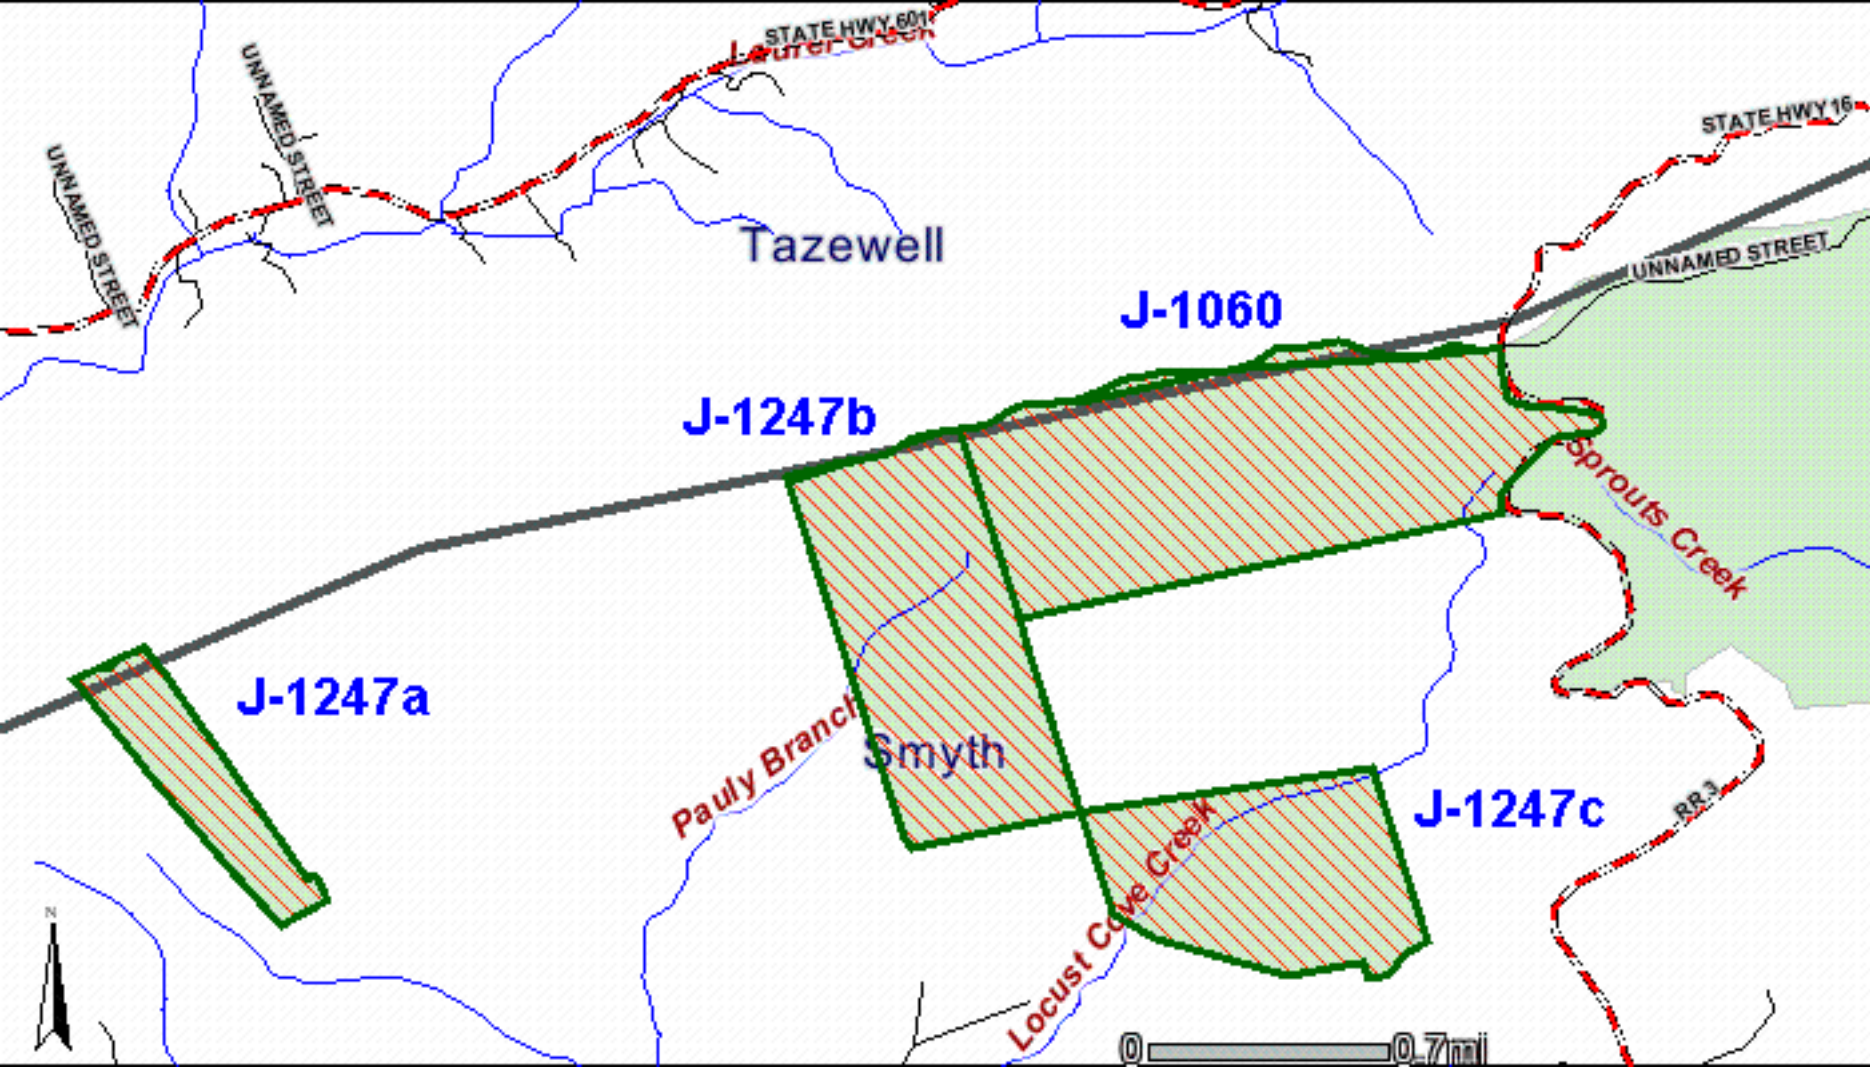 STATE HWY 601
Laurel Creek
UNNAMED STREET
STATE HWY 16
UNNAMED STREET
Tazewell
UNNAMED STREET
J-1060
J-1247b
Sprouts Creek
J-1247a
Pauly Branch
Smyth
J-1247c
RR 3
Locust Cove Creek
N
0 0.7mi